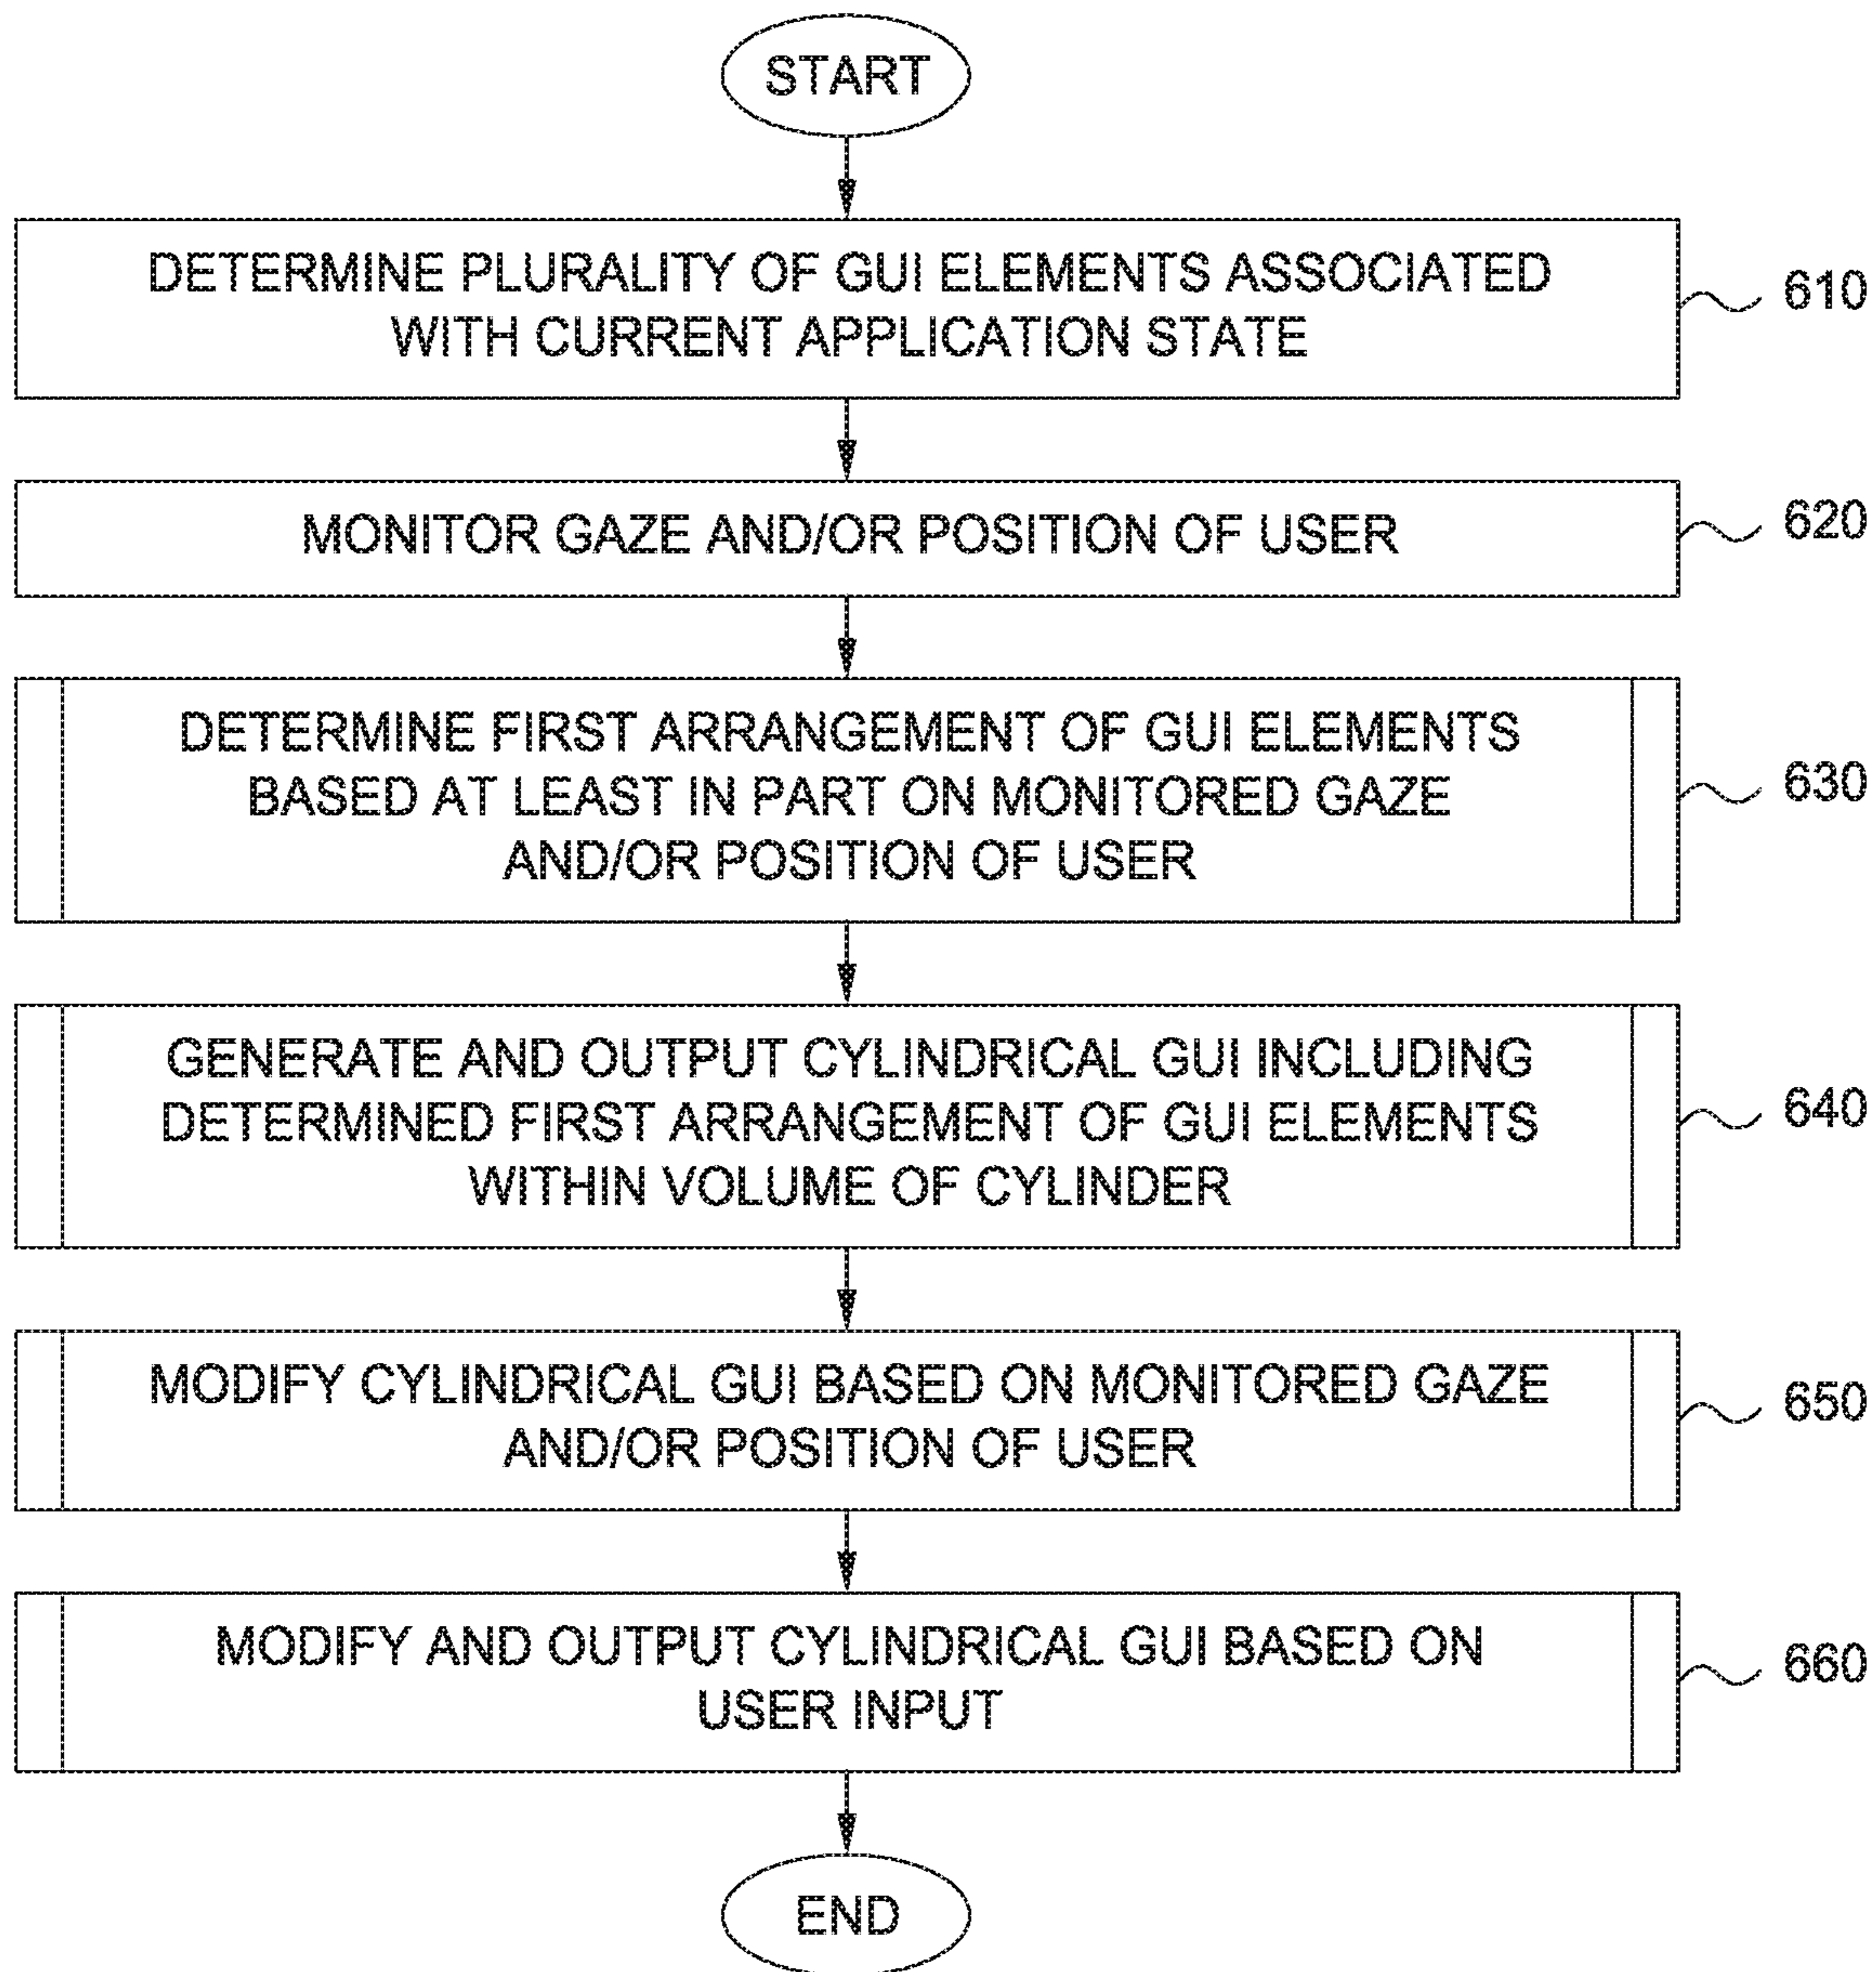 START
DETERMINE PLURALITY OF GUI ELEMENTS ASSOCIATED
WITH CURRENT APPLICATION STATE
610
MONITOR GAZE AND/OR POSITION OF USER
620
DETERMINE FIRST ARRANGEMENT OF GUI ELEMENTS
BASED AT LEAST IN PART ON MONITORED GAZE
AND/OR POSITION OF USER
630
GENERATE AND OUTPUT CYLINDRICAL GUI INCLUDING
DETERMINED FIRST ARRANGEMENT OF GUI ELEMENTS
WITHIN VOLUME OF CYLINDER
640
MODIFY CYLINDRICAL GUI BASED ON MONITORED GAZE
AND/OR POSITION OF USER
650
MODIFY AND OUTPUT CYLINDRICAL GUI BASED ON
USER INPUT
660
END